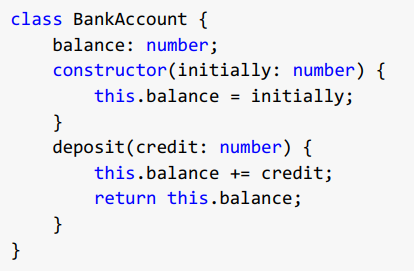 class BankAccount {
    balance: number;
    constructor(initially: number) {
        this.balance = initially;
    }
    deposit(credit: number) {
        this.balance += credit;
        return this.balance;
    }
}